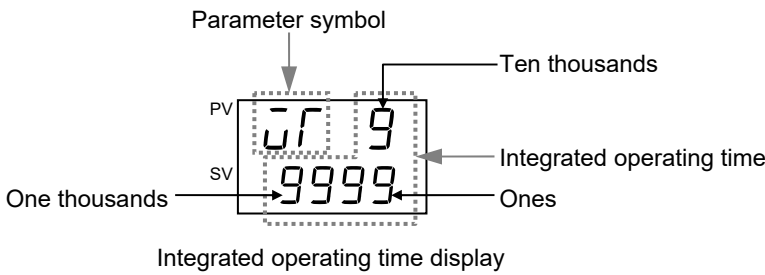 Parameter symbol
Ten thousands
PV
9
Integrated operating time
SV
One thousands
9999
Ones
Integrated operating time display